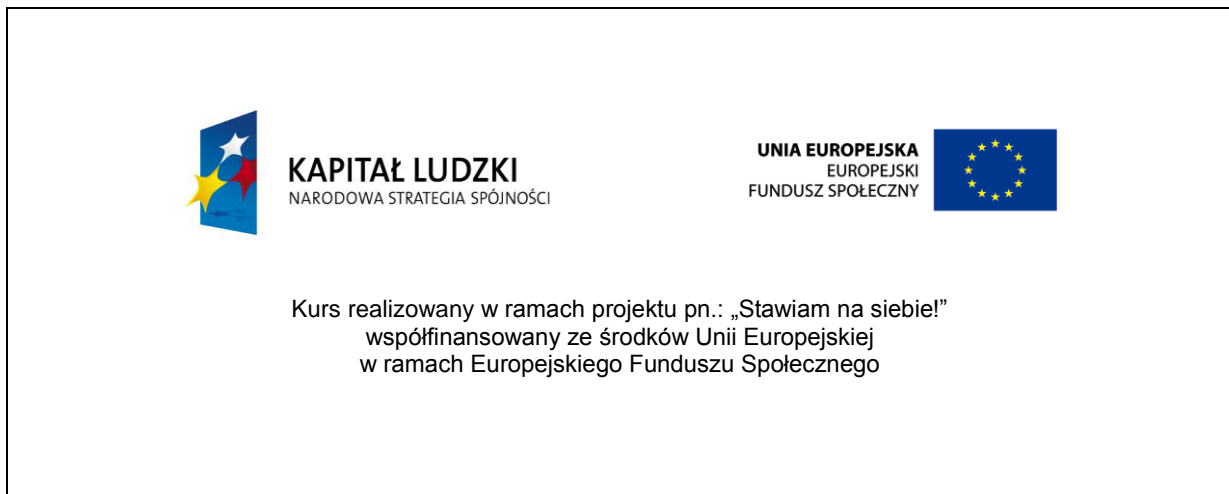 KAPITAŁ LUDZKI
NARODOWA STRATEGIA SPÓJNOŚCI
UNIA EUROPEJSKA
EUROPEJSKI
FUNDUSZ SPOŁECZNY
Kurs realizowany w ramach projektu pn.: „Stawiam na siebie!”
współfinansowany ze środków Unii Europejskiej
w ramach Europejskiego Funduszu Społecznego